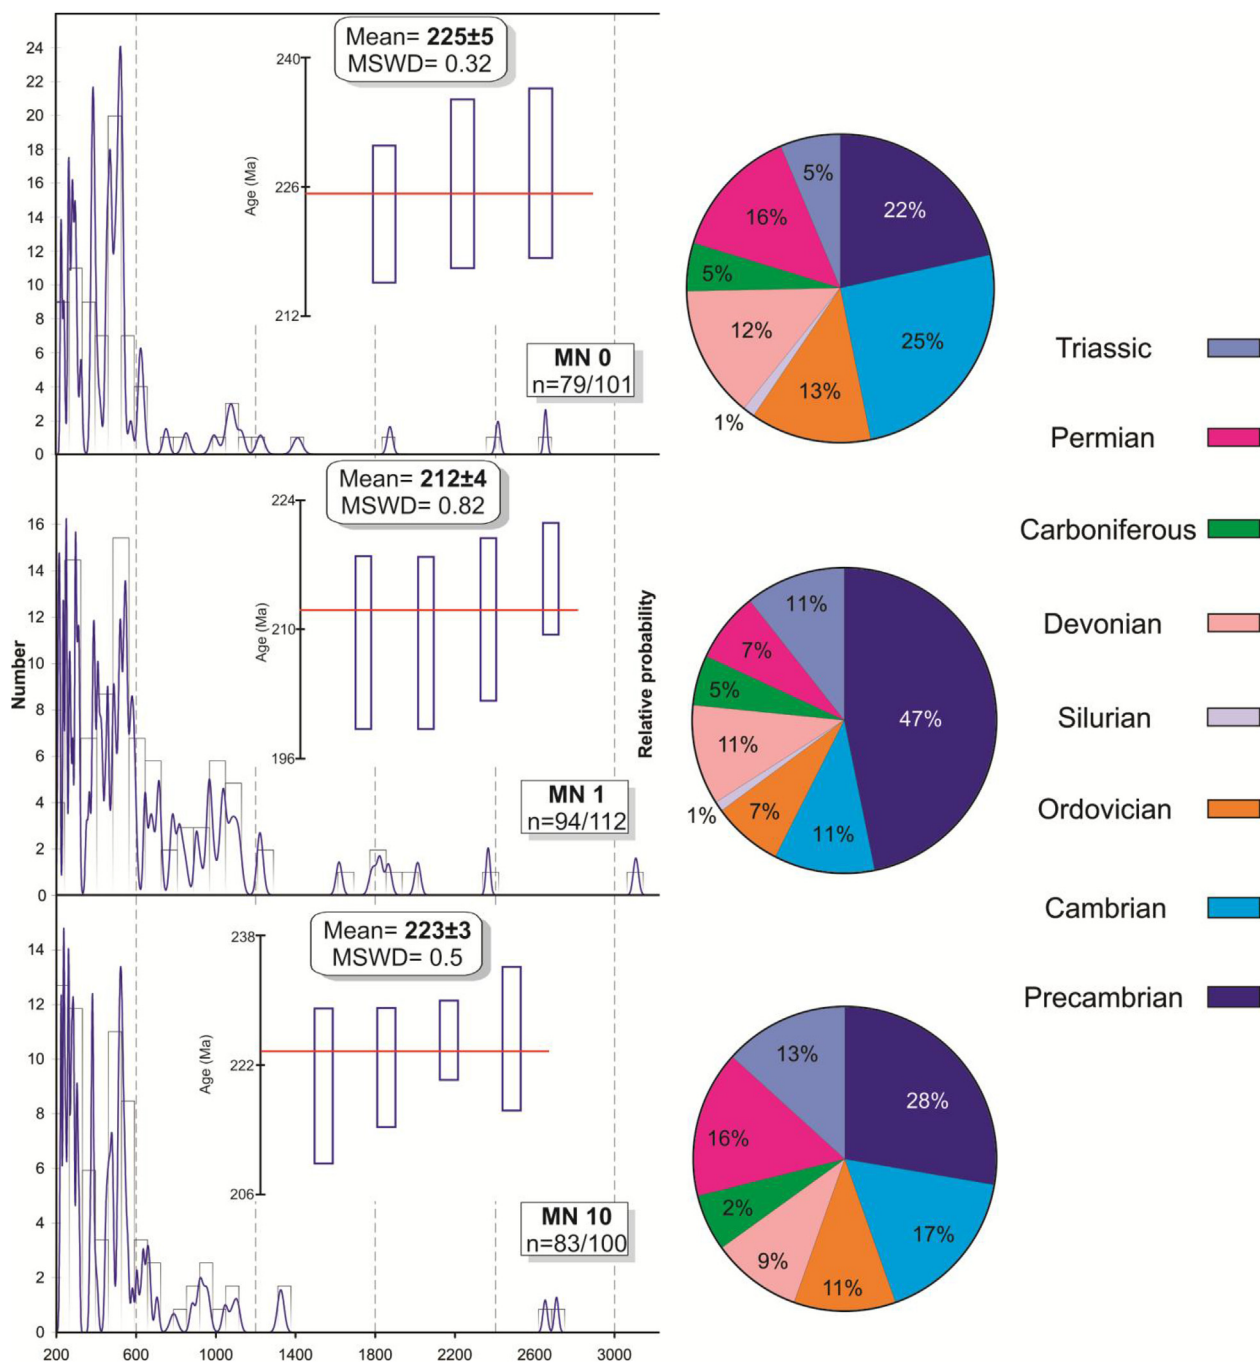 24
22
20
18
16
14
12
10
8
6
4
2
0
Mean= 225±5
MSWD= 0.32
240
226
212
Age (Ma)
MN 0
n=79/101
5%
22%
16%
5%
12%
25%
13%
1%
16
14
12
10
8
6
4
2
0
Number
Mean= 212±4
MSWD= 0.82
224
210
196
Age (Ma)
MN 1
n=94/112
Relative probability
11%
7%
5%
47%
11%
1%
7%
11%
14
12
10
8
6
4
2
0
Mean= 223±3
MSWD= 0.5
238
222
206
Age (Ma)
MN 10
n=83/100
13%
28%
16%
2%
17%
9%
11%
200
600
1000
1400
1800
2200
2600
3000
Triassic
Permian
Carboniferous
Devonian
Silurian
Ordovician
Cambrian
Precambrian